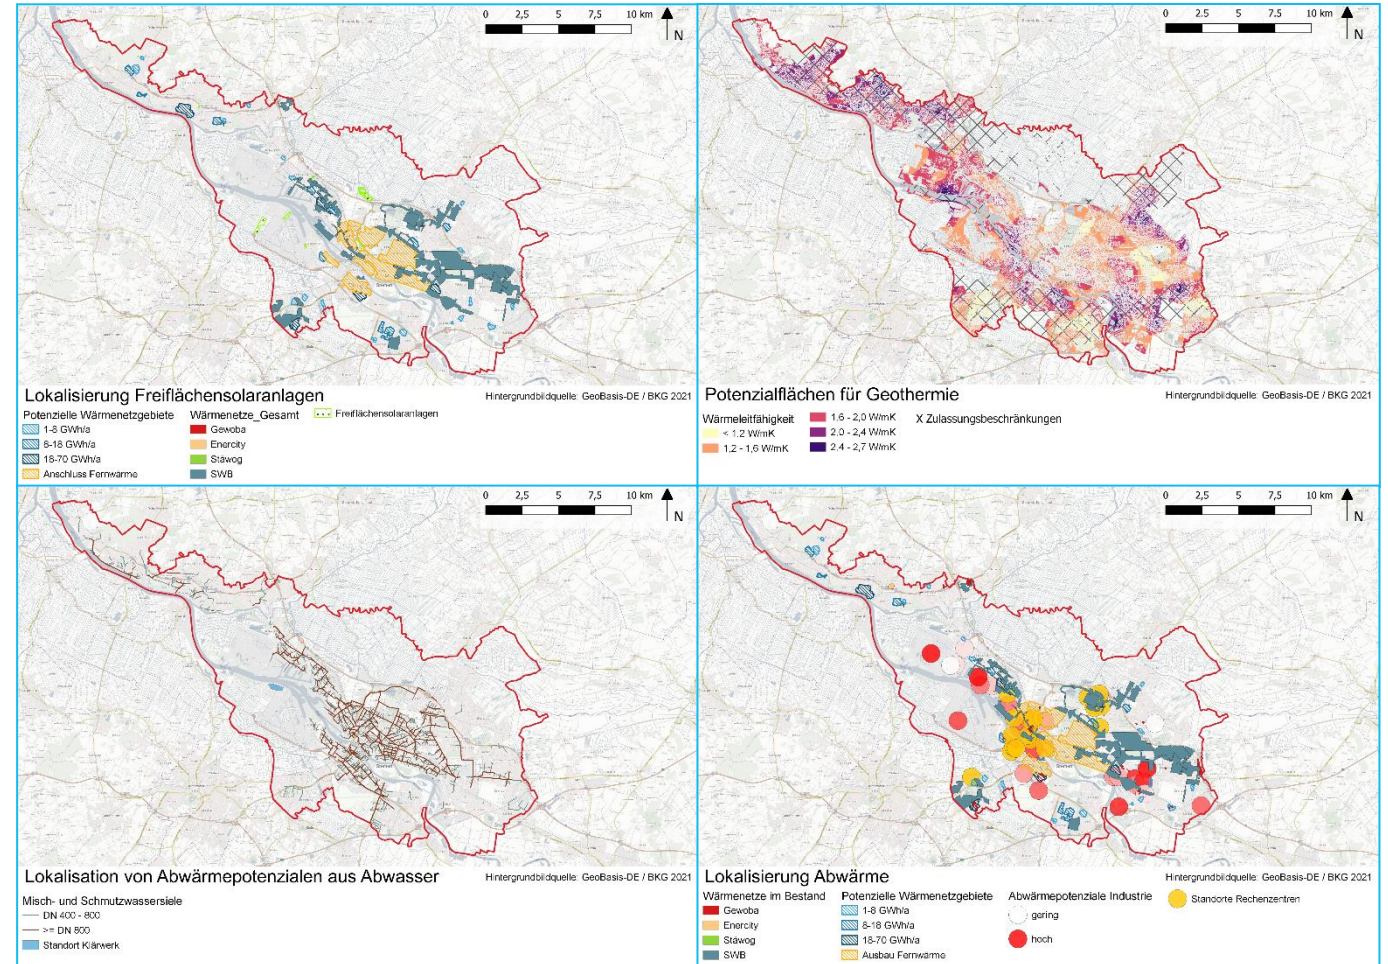 0 2,5 5 7,5 10 km
N
Lokalisierung Freiflächensolaranlagen
Hintergrundbildquelle: GeoBasis-DE / BKG 2021
Potenzielle Wärmenetzgebiete
1-8 GWh/a
8-18 GWh/a
18-70 GWh/a
Anschluss Fernwärme
Wärmenetze_Gesamt
Gewoba
Enercity
Stäwog
SWB
Freiflächensolaranlagen
0 2,5 5 7,5 10 km
N
Potenzialflächen für Geothermie
Hintergrundbildquelle: GeoBasis-DE / BKG 2021
Wärmeleitfähigkeit
< 1,2 W/mK
1,2 - 1,6 W/mK
1,6 - 2,0 W/mK
2,0 - 2,4 W/mK
2,4 - 2,7 W/mK
X Zulassungsbeschränkungen
0 2,5 5 7,5 10 km
N
Lokalisation von Abwärmepotenzialen aus Abwasser
Hintergrundbildquelle: GeoBasis-DE / BKG 2021
Misch- und Schmutzwassersiele
DN 400 - 800
>= DN 800
Standort Klärwerk
0 2,5 5 7,5 10 km
N
Lokalisierung Abwärme
Hintergrundbildquelle: GeoBasis-DE / BKG 2021
Wärmenetze im Bestand
Gewoba
Enercity
Stäwog
SWB
Potenzielle Wärmenetzgebiete
1-8 GWh/a
8-18 GWh/a
18-70 GWh/a
Ausbau Fernwärme
Abwärmepotenziale Industrie
gering
hoch
Standorte Rechenzentren